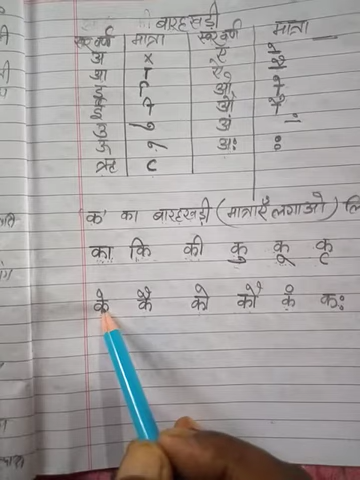 बारहखड़ी
स्वर वर्ण मात्रा स्वर वर्ण मात्रा
अ x ए े
आ ा ऐ ै
इ ि ओ ो
ई ी औ ौ
उ ु अं ं
ऊ ू अः ः
ऋ ृ
'क' का बारहखड़ी (मात्राएँ लगाओ)
का कि की कु कू कृ
के कै को कौ कं कः